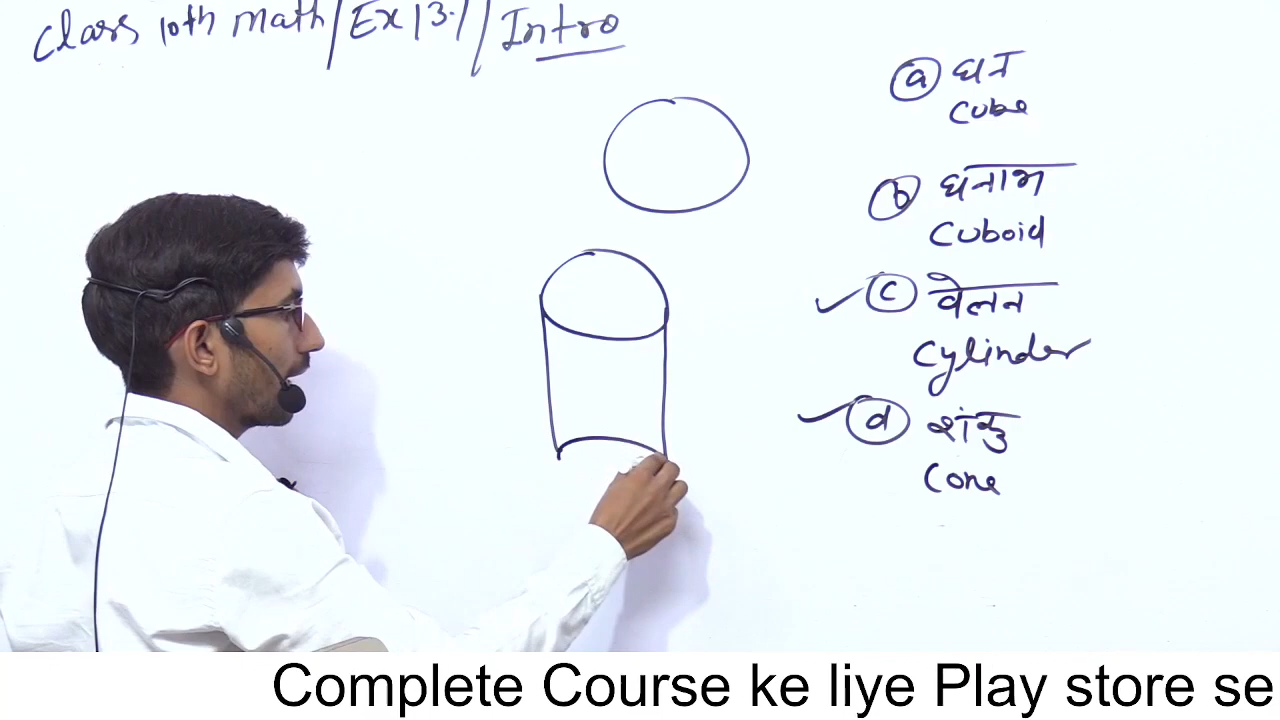 Class 10th math/Ex 13.1/Intro
(a) घन
Cube
(b) घनाभ
Cuboid
✓ (c) वेलन
Cylinder
✓ (d) शंकु
Cone
Complete Course ke liye Play store se